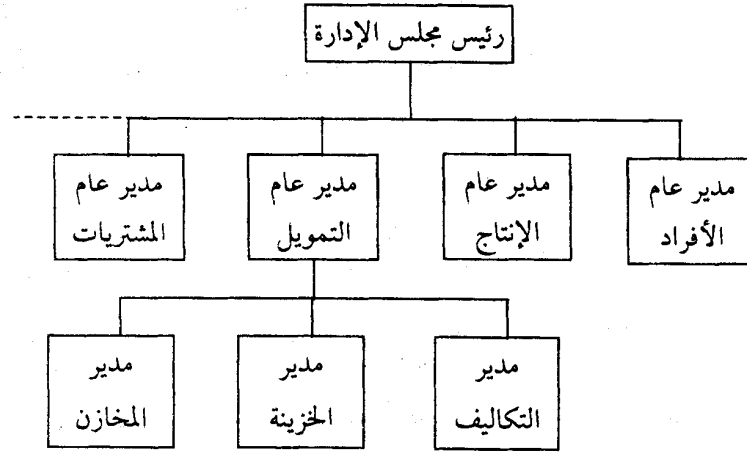 رئيس مجلس الإدارة
مدير عام
الأفراد
مدير عام
الإنتاج
مدير عام
التمويل
مدير عام
المشتريات
مدير
التكاليف
مدير
الخزينة
مدير
المخازن